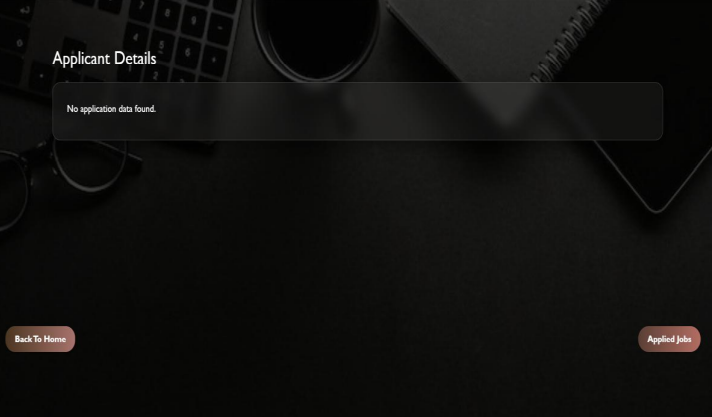 Applicant Details
No application data found.
Back To Home
Applied Jobs